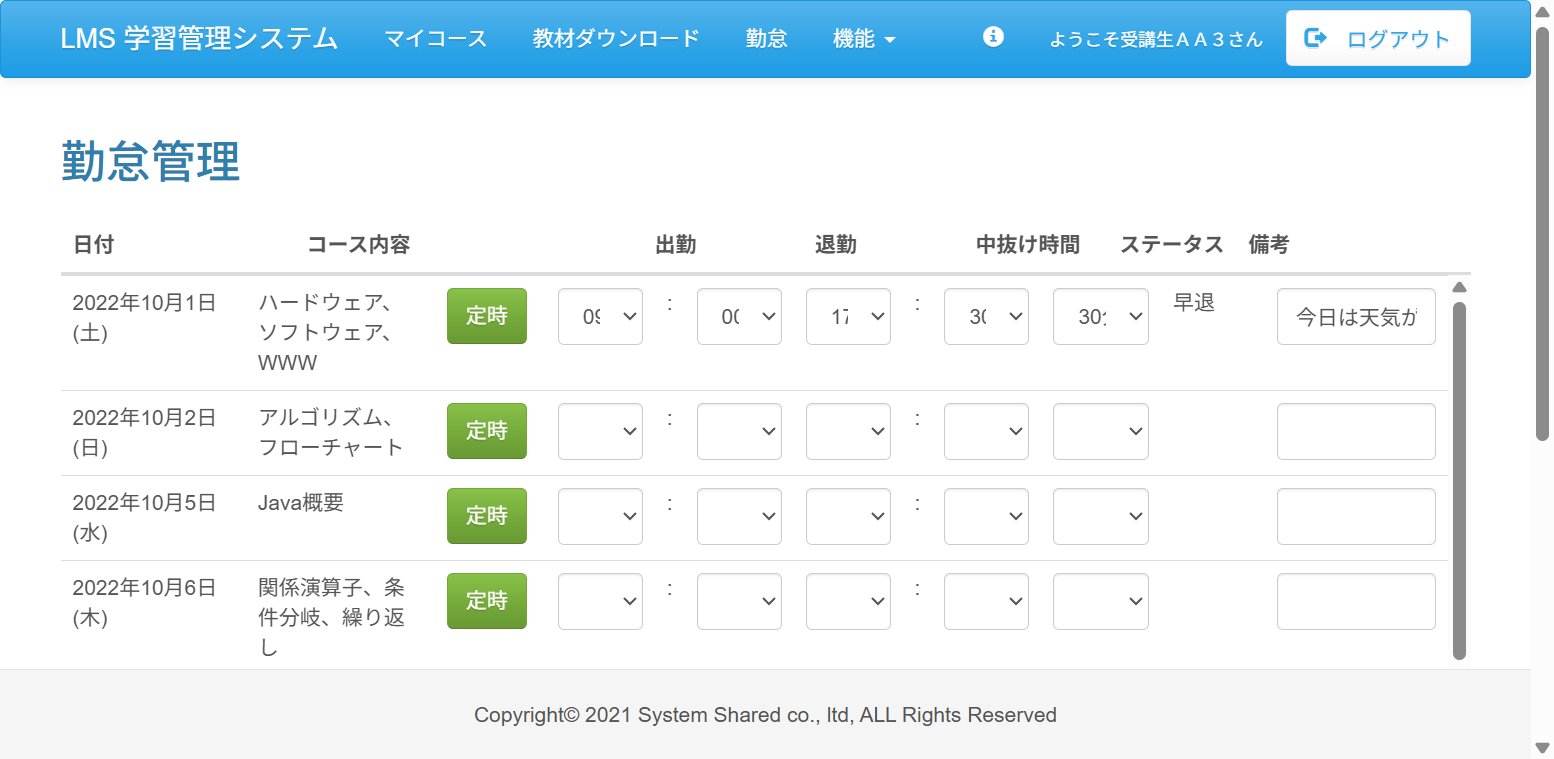 LMS 学習管理システム マイコース 教材ダウンロード 勤怠 機能 ようこそ受講生ＡＡ３さん ログアウト
勤怠管理
日付 コース内容 出勤 退勤 中抜け時間 ステータス 備考
2022年10月1日 ハードウェア、 定時 09 : 00 17 : 30 30 早退 今日は天気が
(土) ソフトウェア、
WWW
2022年10月2日 アルゴリズム、 定時 : :
(日) フローチャート
2022年10月5日 Java概要 定時 : :
(水)
2022年10月6日 関係演算子、条 定時 : :
(木) 件分岐、繰り返
し
Copyright© 2021 System Shared co., ltd, ALL Rights Reserved